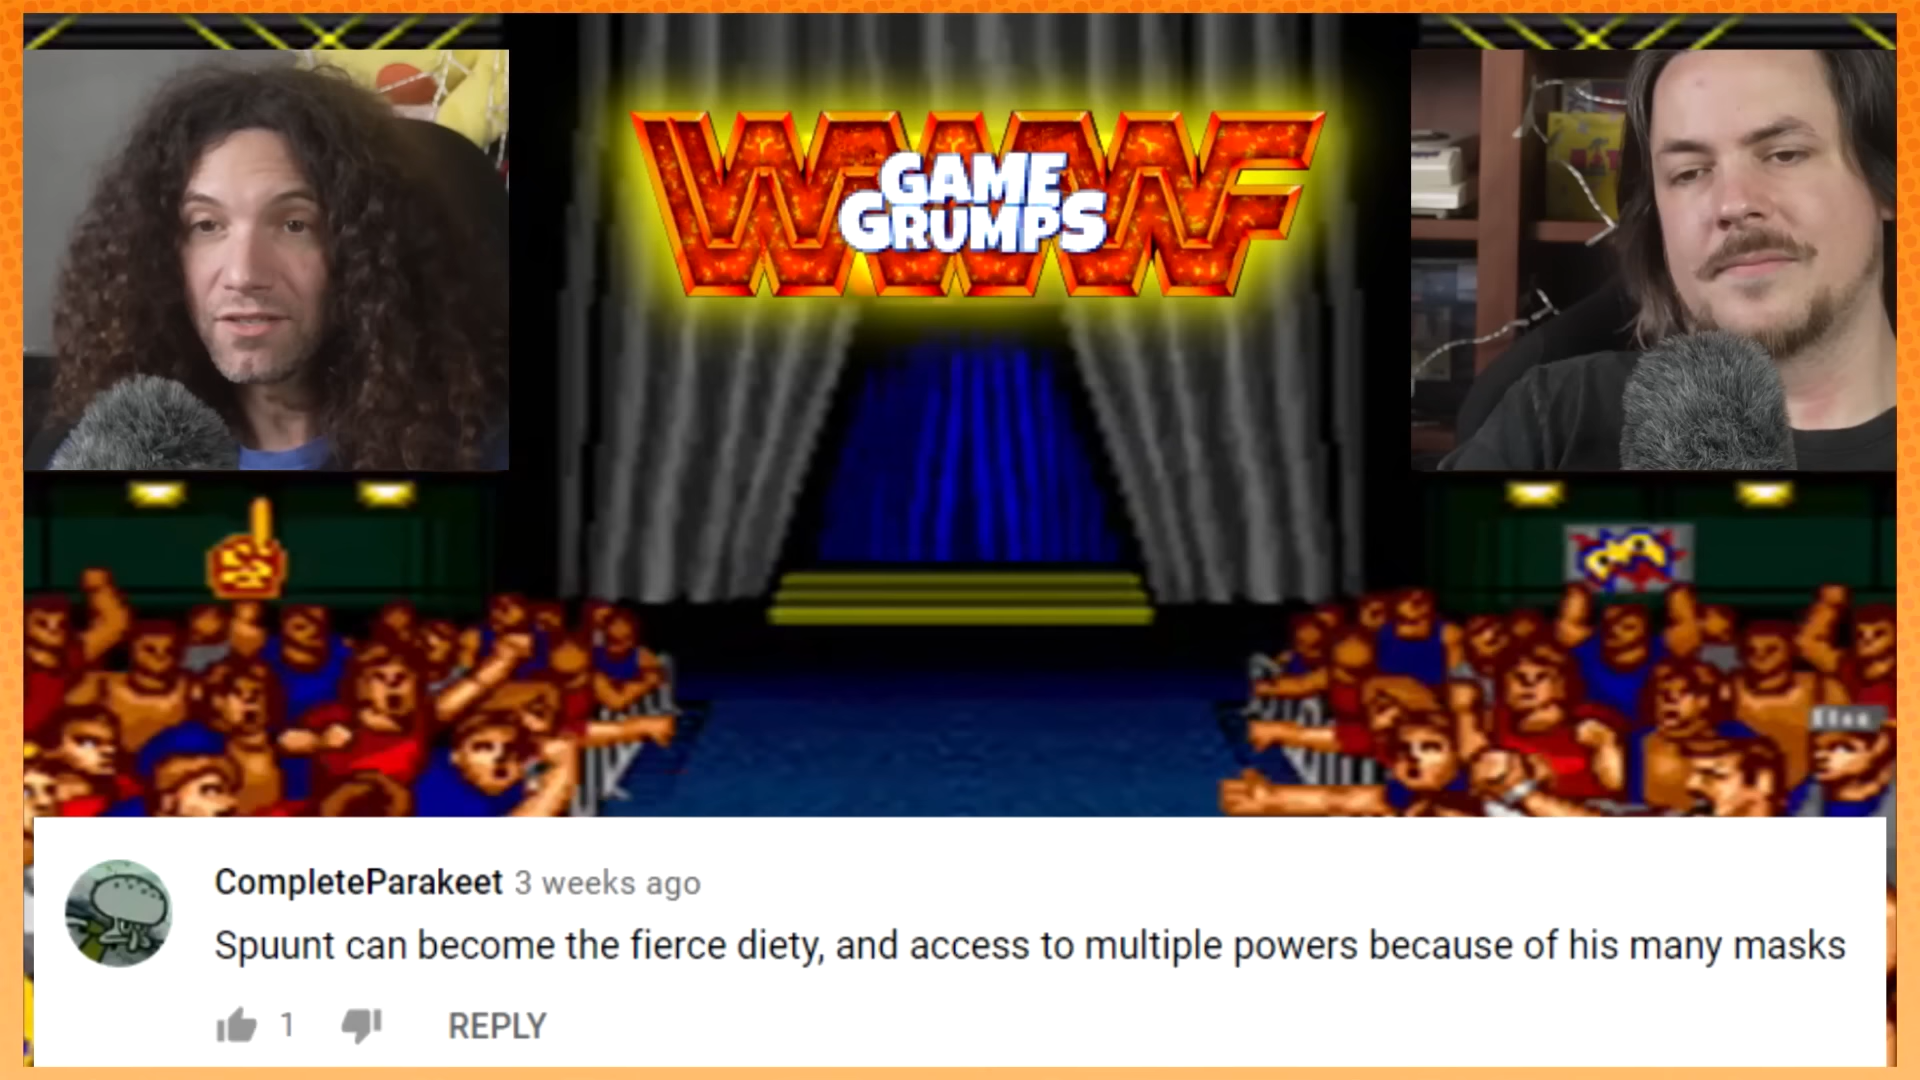 WWWF
GAME
GRUMPS
CompleteParakeet 3 weeks ago
Spuunt can become the fierce diety, and access to multiple powers because of his many masks
1
REPLY